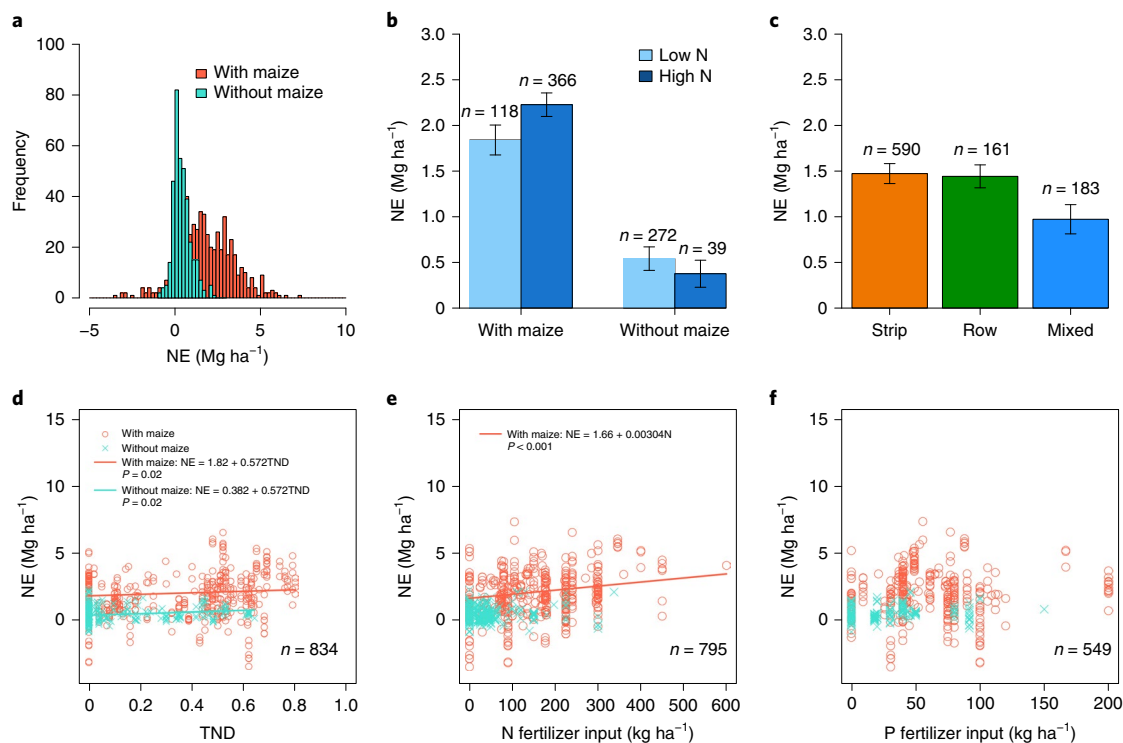 a
100
80
60
40
20
0
Frequency
With maize
Without maize
−5
0
5
10
NE (Mg ha⁻¹)
b
3.0
2.5
2.0
1.5
1.0
0.5
0
NE (Mg ha⁻¹)
Low N
High N
n = 366
n = 118
n = 272
n = 39
With maize
Without maize
c
3.0
2.5
2.0
1.5
1.0
0.5
0
NE (Mg ha⁻¹)
n = 590
n = 161
n = 183
Strip
Row
Mixed
d
15
10
5
0
NE (Mg ha⁻¹)
With maize
Without maize
With maize: NE = 1.82 + 0.572TND
P = 0.02
Without maize: NE = 0.382 + 0.572TND
P = 0.02
n = 834
0
0.2
0.4
0.6
0.8
1.0
TND
e
15
10
5
0
NE (Mg ha⁻¹)
With maize: NE = 1.66 + 0.00304N
P < 0.001
n = 795
0
100
200
300
400
500
600
N fertilizer input (kg ha⁻¹)
f
15
10
5
0
NE (Mg ha⁻¹)
n = 549
0
50
100
150
200
P fertilizer input (kg ha⁻¹)